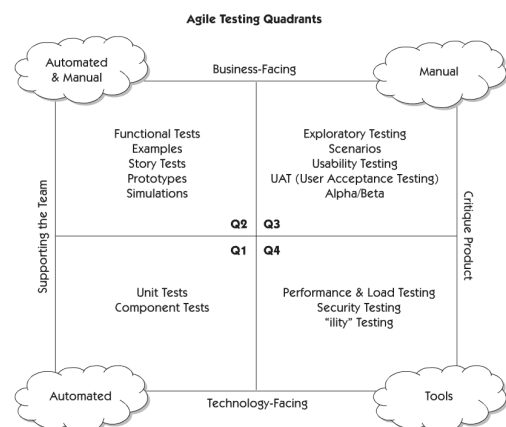 Agile Testing Quadrants
Automated
& Manual
Business-Facing
Manual
Supporting the Team
Functional Tests
Examples
Story Tests
Prototypes
Simulations
Exploratory Testing
Scenarios
Usability Testing
UAT (User Acceptance Testing)
Alpha/Beta
Critique Product
Q2
Q3
Q1
Q4
Unit Tests
Component Tests
Performance & Load Testing
Security Testing
"ility" Testing
Automated
Technology-Facing
Tools